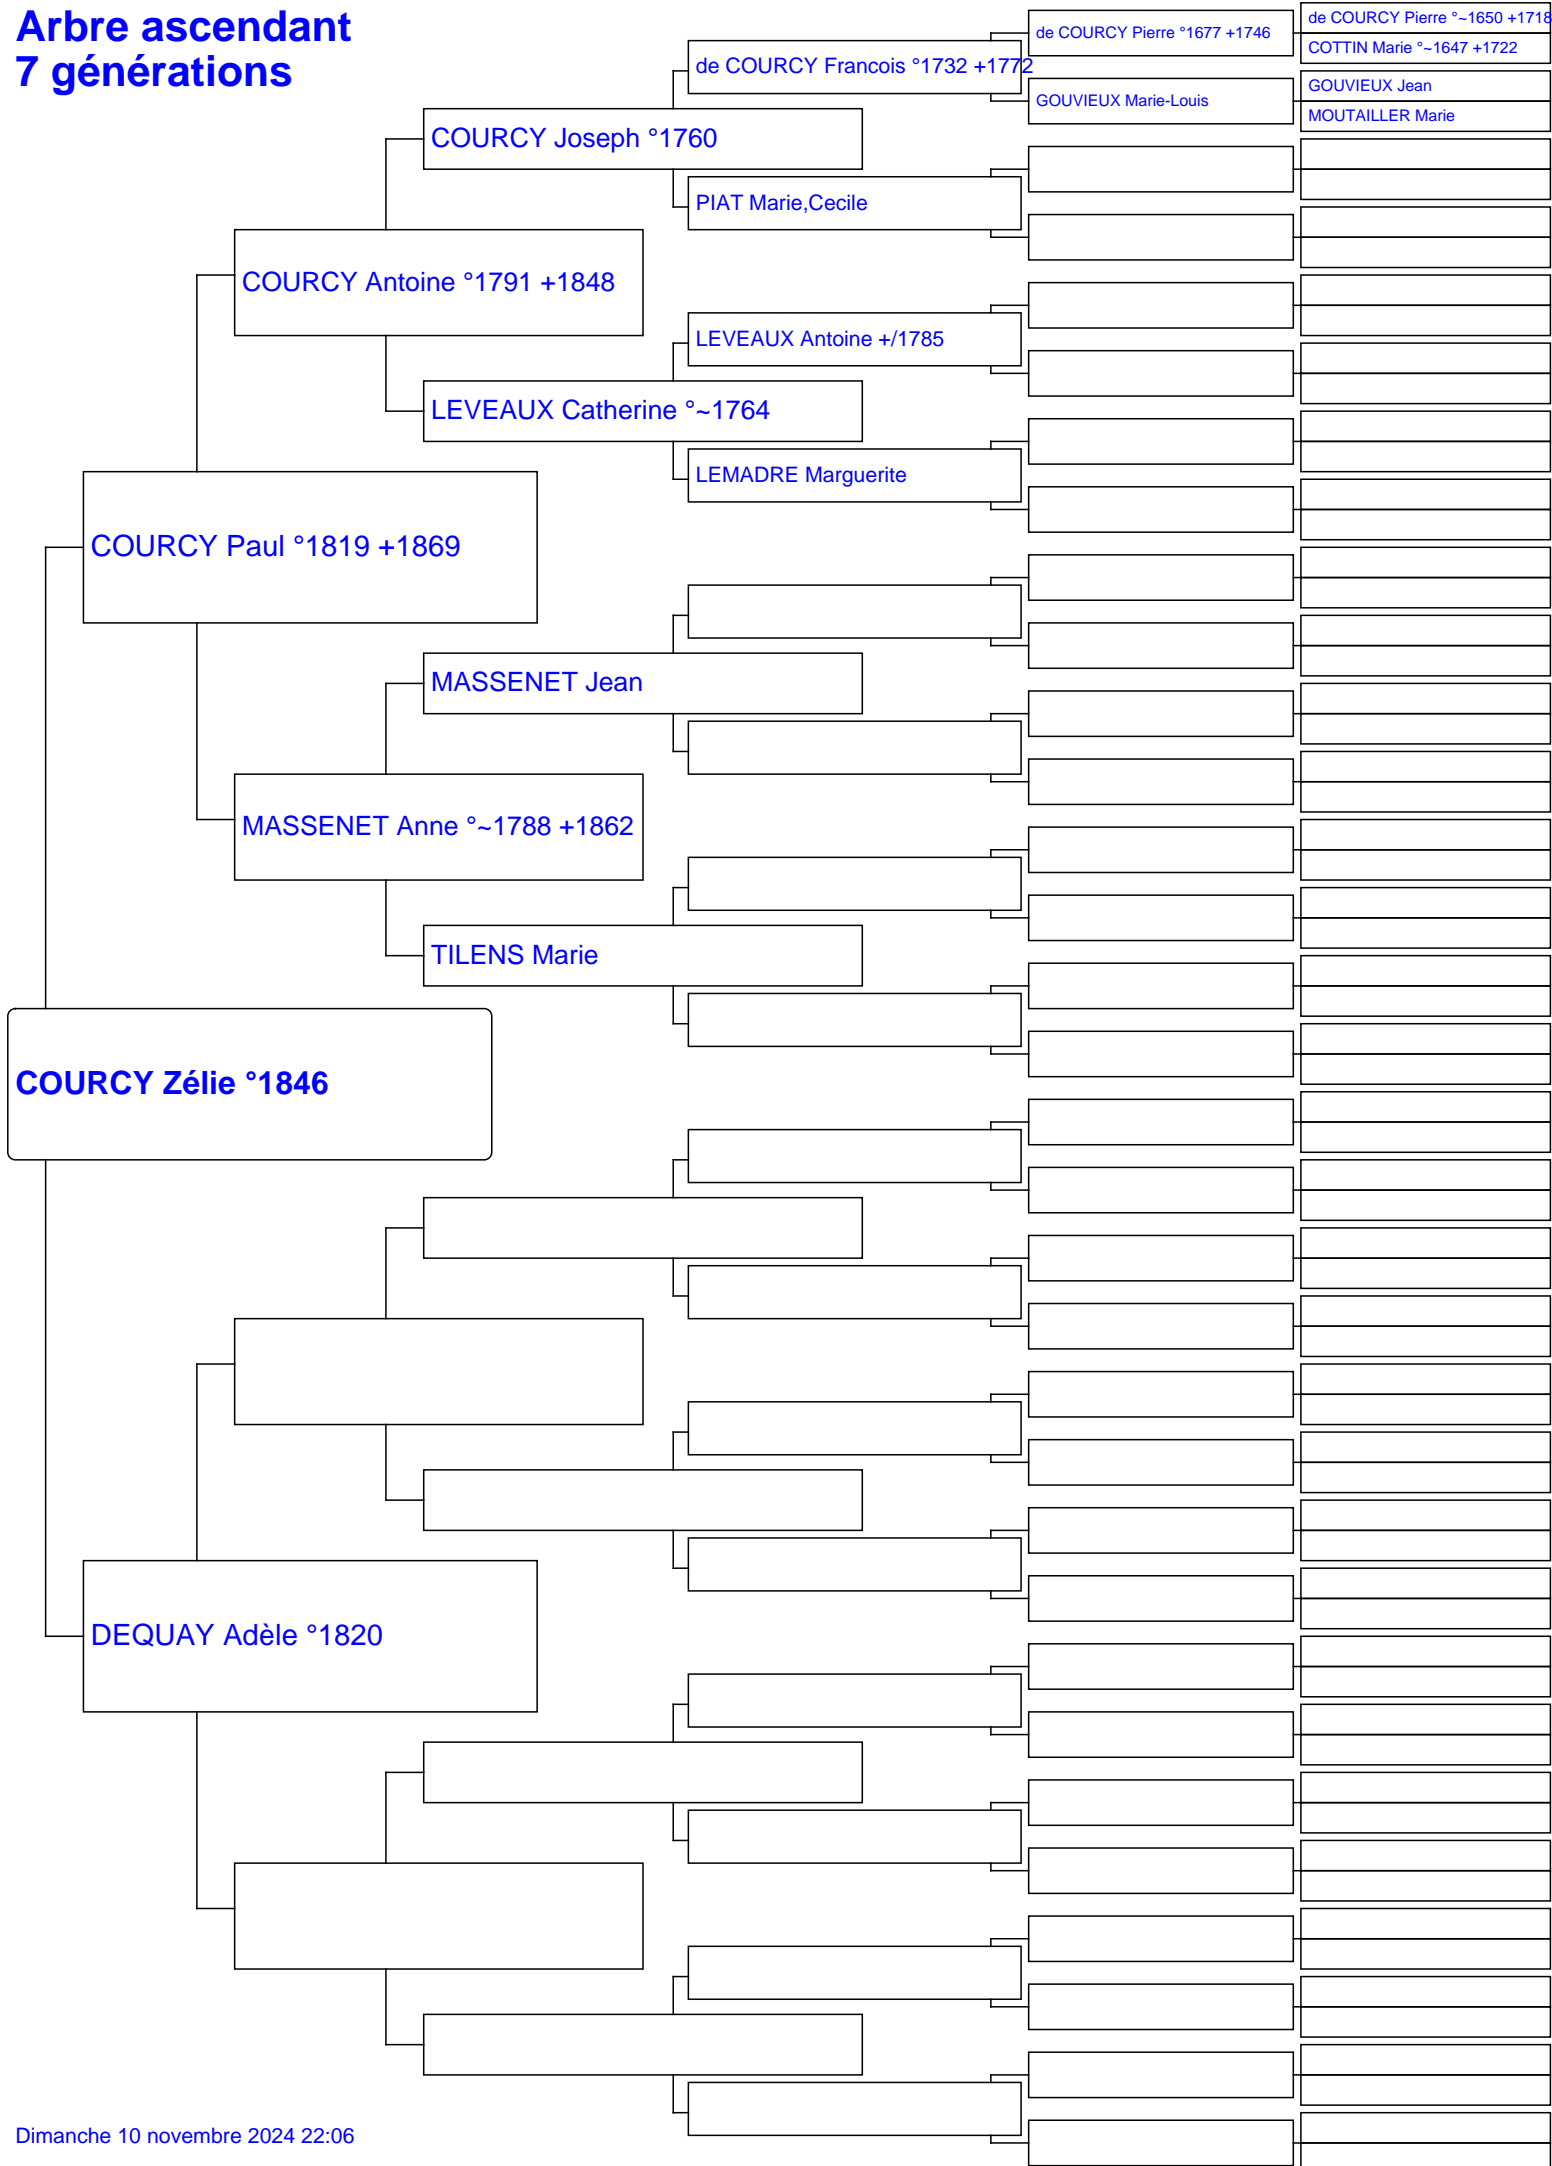 Arbre ascendant
7 générations
de COURCY Pierre °~1650 +1718
de COURCY Pierre °1677 +1746
COTTIN Marie °~1647 +1722
de COURCY Francois °1732 +1772
GOUVIEUX Jean
GOUVIEUX Marie-Louis
MOUTAILLER Marie
COURCY Joseph °1760
PIAT Marie,Cecile
COURCY Antoine °1791 +1848
LEVEAUX Antoine +/1785
LEVEAUX Catherine °~1764
LEMADRE Marguerite
COURCY Paul °1819 +1869
MASSENET Jean
MASSENET Anne °~1788 +1862
TILENS Marie
COURCY Zélie °1846
DEQUAY Adèle °1820
Dimanche 10 novembre 2024 22:06